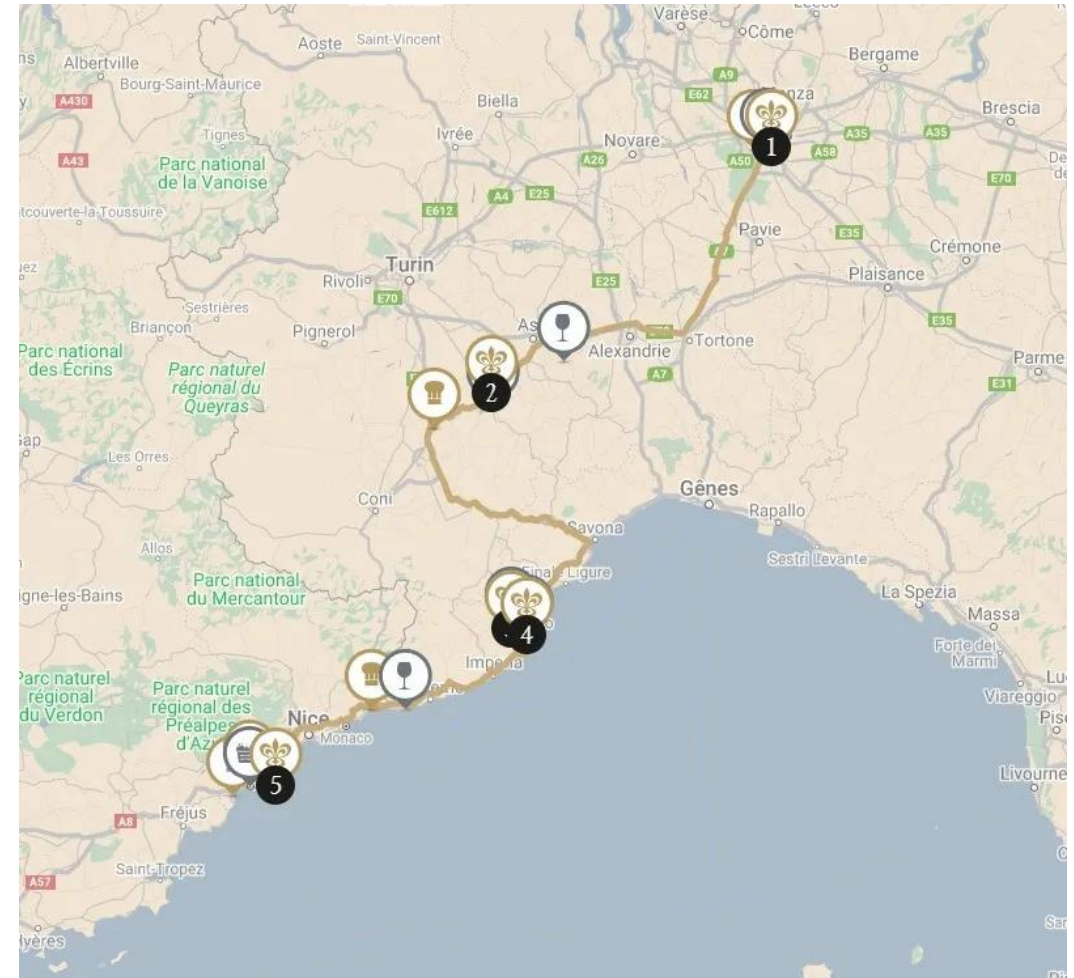 Varèse
Côme
Aoste
Saint-Vincent
Albertville
Bergame
A9
Bourg-Saint-Maurice
E62
A430
Biella
Brescia
Tignes
Ivrée
Novare
A35
A35
A43
Parc national
de la Vanoise
A26
A50
1
A58
A4
E25
E70
E612
Pavie
E35
Crémone
Turin
Rivoli
E25
Plaisance
E70
Sestrières
E35
Briançon
Pignerol
Alexandrie
Tortone
Parc national
des Écrins
Parme
Parc naturel
régional du
Queyras
A7
E31
2
Les Orres
Coni
Gênes
Rapallo
Savona
Allos
Sestri Levante
Finale Ligure
Parc national
du Mercantour
La Spezia
Massa
4
Forte dei
Marmi
Imperia
Parc naturel
régional
du Verdon
Parc naturel
régional des
Préalpes
Viareggio
Nice
Monaco
5
Livourne
Fréjus
A8
Saint-Tropez
A57